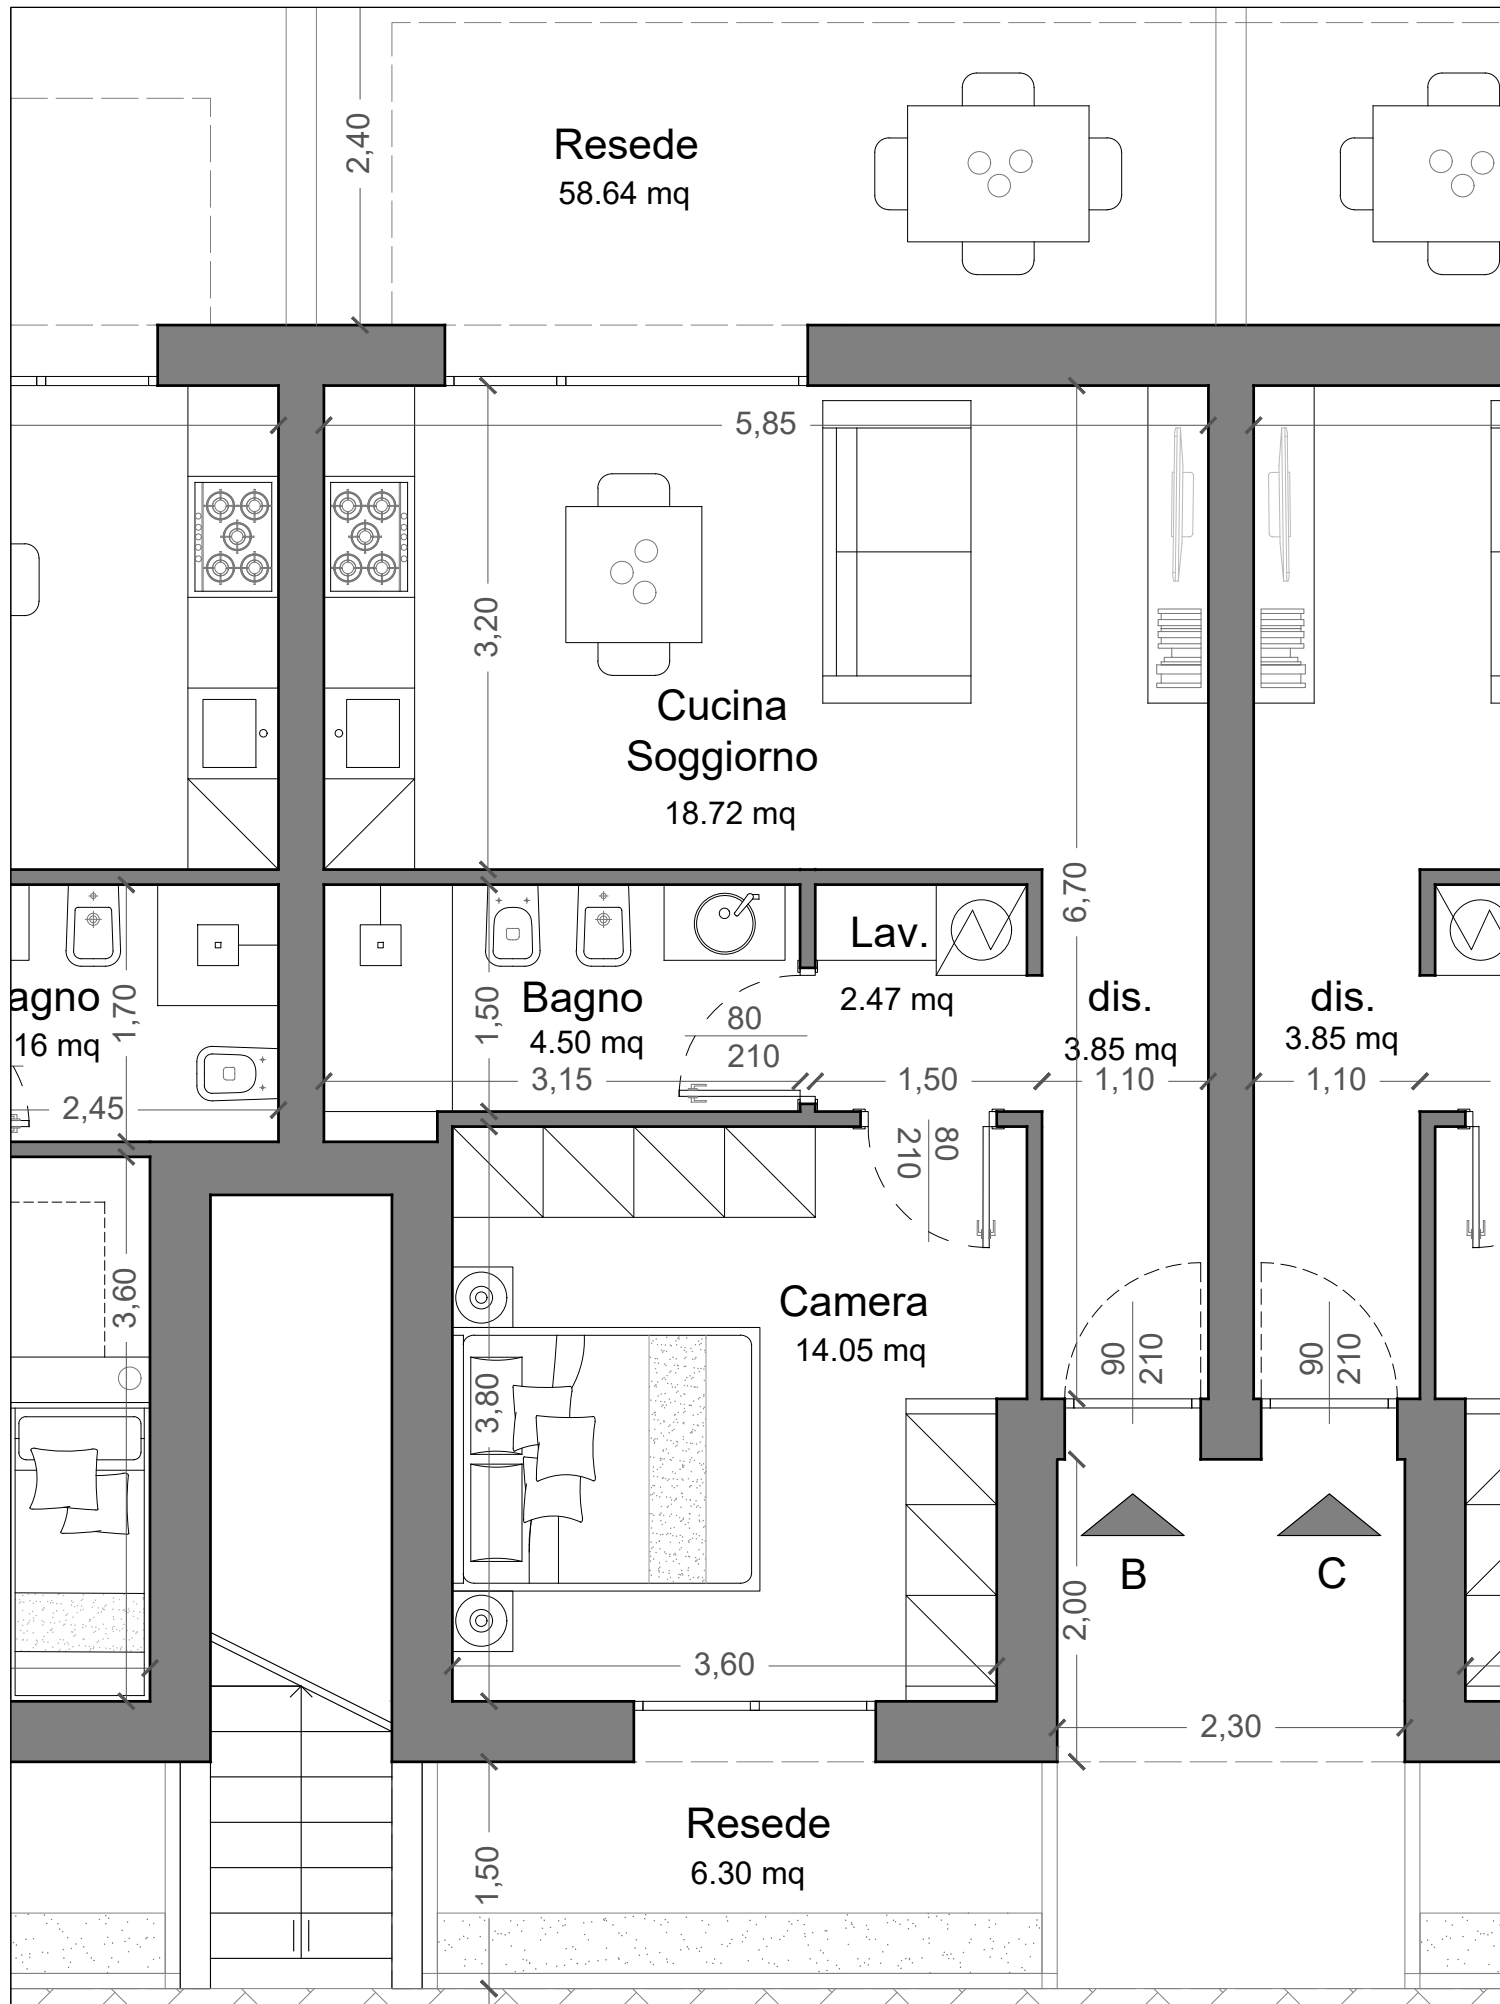 2,40
Resede
58.64 mq
5,85
3,20
Cucina
Soggiorno
18.72 mq
6,70
agno
16 mq
1,70
2,45
Bagno
4.50 mq
1,50
3,15
80
210
Lav.
2.47 mq
1,50
dis.
3.85 mq
1,10
dis.
3.85 mq
1,10
80
210
3,60
Camera
14.05 mq
3,80
90
210
90
210
B
C
2,00
3,60
2,30
Resede
6.30 mq
1,50